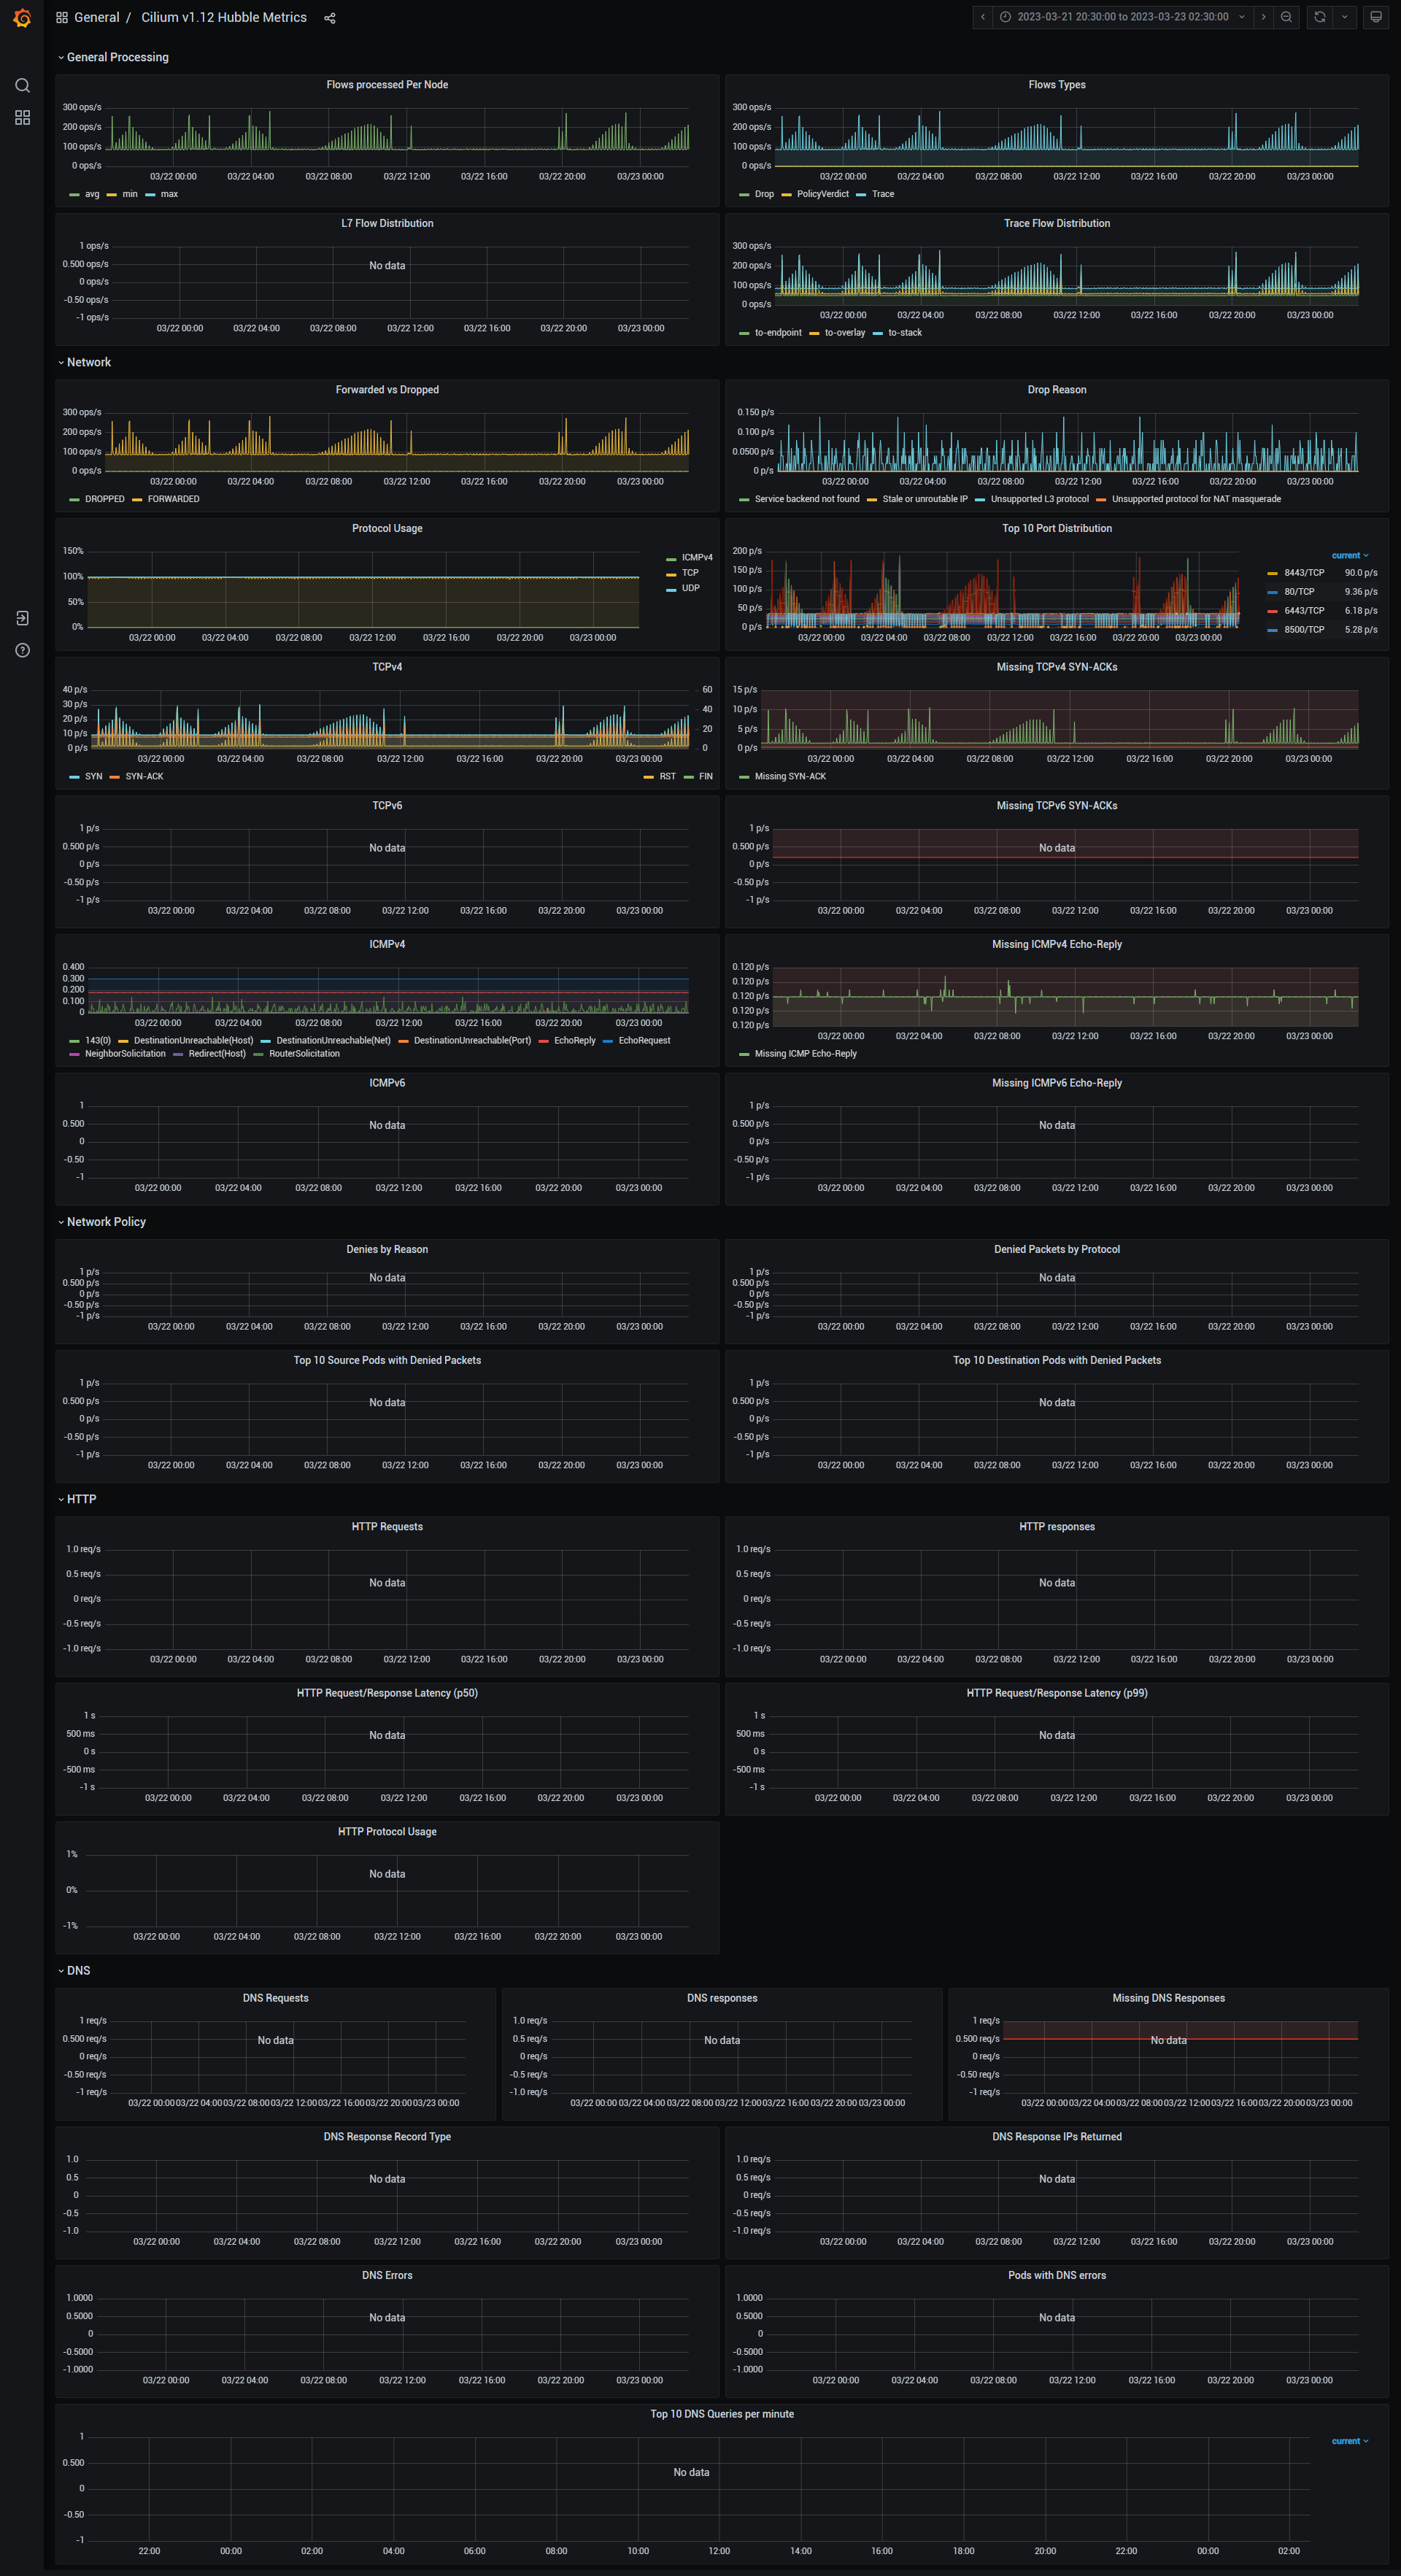 General / Cilium v1.12 Hubble Metrics
2023-03-21 20:30:00 to 2023-03-23 02:30:00
General Processing
Flows processed Per Node
300 ops/s
200 ops/s
100 ops/s
0 ops/s
03/22 00:00 03/22 04:00 03/22 08:00 03/22 12:00 03/22 16:00 03/22 20:00 03/23 00:00
avg min max
Flows Types
300 ops/s
200 ops/s
100 ops/s
0 ops/s
03/22 00:00 03/22 04:00 03/22 08:00 03/22 12:00 03/22 16:00 03/22 20:00 03/23 00:00
Drop PolicyVerdict Trace
L7 Flow Distribution
1 ops/s
0.500 ops/s
0 ops/s
-0.50 ops/s
-1 ops/s
No data
03/22 00:00 03/22 04:00 03/22 08:00 03/22 12:00 03/22 16:00 03/22 20:00 03/23 00:00
Trace Flow Distribution
300 ops/s
200 ops/s
100 ops/s
0 ops/s
03/22 00:00 03/22 04:00 03/22 08:00 03/22 12:00 03/22 16:00 03/22 20:00 03/23 00:00
to-endpoint to-overlay to-stack
Network
Forwarded vs Dropped
300 ops/s
200 ops/s
100 ops/s
0 ops/s
03/22 00:00 03/22 04:00 03/22 08:00 03/22 12:00 03/22 16:00 03/22 20:00 03/23 00:00
DROPPED FORWARDED
Drop Reason
0.150 p/s
0.100 p/s
0.0500 p/s
0 p/s
03/22 00:00 03/22 04:00 03/22 08:00 03/22 12:00 03/22 16:00 03/22 20:00 03/23 00:00
Service backend not found Stale or unroutable IP Unsupported L3 protocol Unsupported protocol for NAT masquerade
Protocol Usage
150%
100%
50%
0%
03/22 00:00 03/22 04:00 03/22 08:00 03/22 12:00 03/22 16:00 03/22 20:00 03/23 00:00
ICMPv4
TCP
UDP
Top 10 Port Distribution
200 p/s
150 p/s
100 p/s
50 p/s
0 p/s
03/22 00:00 03/22 04:00 03/22 08:00 03/22 12:00 03/22 16:00 03/22 20:00 03/23 00:00
current
8443/TCP 90.0 p/s
80/TCP 9.36 p/s
6443/TCP 6.18 p/s
8500/TCP 5.28 p/s
TCPv4
40 p/s
30 p/s
20 p/s
10 p/s
0 p/s
60
40
20
0
03/22 00:00 03/22 04:00 03/22 08:00 03/22 12:00 03/22 16:00 03/22 20:00 03/23 00:00
SYN SYN-ACK RST FIN
Missing TCPv4 SYN-ACKs
15 p/s
10 p/s
5 p/s
0 p/s
03/22 00:00 03/22 04:00 03/22 08:00 03/22 12:00 03/22 16:00 03/22 20:00 03/23 00:00
Missing SYN-ACK
TCPv6
1 p/s
0.500 p/s
0 p/s
-0.50 p/s
-1 p/s
No data
03/22 00:00 03/22 04:00 03/22 08:00 03/22 12:00 03/22 16:00 03/22 20:00 03/23 00:00
Missing TCPv6 SYN-ACKs
1 p/s
0.500 p/s
0 p/s
-0.50 p/s
-1 p/s
No data
03/22 00:00 03/22 04:00 03/22 08:00 03/22 12:00 03/22 16:00 03/22 20:00 03/23 00:00
ICMPv4
0.400
0.300
0.200
0.100
0
03/22 00:00 03/22 04:00 03/22 08:00 03/22 12:00 03/22 16:00 03/22 20:00 03/23 00:00
143(0) DestinationUnreachable(Host) DestinationUnreachable(Net) DestinationUnreachable(Port) EchoReply EchoRequest
NeighborSolicitation Redirect(Host) RouterSolicitation
Missing ICMPv4 Echo-Reply
0.120 p/s
0.120 p/s
0.120 p/s
0.120 p/s
0.120 p/s
03/22 00:00 03/22 04:00 03/22 08:00 03/22 12:00 03/22 16:00 03/22 20:00 03/23 00:00
Missing ICMP Echo-Reply
ICMPv6
1
0.500
0
-0.50
-1
No data
03/22 00:00 03/22 04:00 03/22 08:00 03/22 12:00 03/22 16:00 03/22 20:00 03/23 00:00
Missing ICMPv6 Echo-Reply
1 p/s
0.500 p/s
0 p/s
-0.50 p/s
-1 p/s
No data
03/22 00:00 03/22 04:00 03/22 08:00 03/22 12:00 03/22 16:00 03/22 20:00 03/23 00:00
Network Policy
Denies by Reason
1 p/s
0.500 p/s
0 p/s
-0.50 p/s
-1 p/s
No data
03/22 00:00 03/22 04:00 03/22 08:00 03/22 12:00 03/22 16:00 03/22 20:00 03/23 00:00
Denied Packets by Protocol
1 p/s
0.500 p/s
0 p/s
-0.50 p/s
-1 p/s
No data
03/22 00:00 03/22 04:00 03/22 08:00 03/22 12:00 03/22 16:00 03/22 20:00 03/23 00:00
Top 10 Source Pods with Denied Packets
1 p/s
0.500 p/s
0 p/s
-0.50 p/s
-1 p/s
No data
03/22 00:00 03/22 04:00 03/22 08:00 03/22 12:00 03/22 16:00 03/22 20:00 03/23 00:00
Top 10 Destination Pods with Denied Packets
1 p/s
0.500 p/s
0 p/s
-0.50 p/s
-1 p/s
No data
03/22 00:00 03/22 04:00 03/22 08:00 03/22 12:00 03/22 16:00 03/22 20:00 03/23 00:00
HTTP
HTTP Requests
1.0 req/s
0.5 req/s
0 req/s
-0.5 req/s
-1.0 req/s
No data
03/22 00:00 03/22 04:00 03/22 08:00 03/22 12:00 03/22 16:00 03/22 20:00 03/23 00:00
HTTP responses
1.0 req/s
0.5 req/s
0 req/s
-0.5 req/s
-1.0 req/s
No data
03/22 00:00 03/22 04:00 03/22 08:00 03/22 12:00 03/22 16:00 03/22 20:00 03/23 00:00
HTTP Request/Response Latency (p50)
1 s
500 ms
0 s
-500 ms
-1 s
No data
03/22 00:00 03/22 04:00 03/22 08:00 03/22 12:00 03/22 16:00 03/22 20:00 03/23 00:00
HTTP Request/Response Latency (p99)
1 s
500 ms
0 s
-500 ms
-1 s
No data
03/22 00:00 03/22 04:00 03/22 08:00 03/22 12:00 03/22 16:00 03/22 20:00 03/23 00:00
HTTP Protocol Usage
1%
0%
-1%
No data
03/22 00:00 03/22 04:00 03/22 08:00 03/22 12:00 03/22 16:00 03/22 20:00 03/23 00:00
DNS
DNS Requests
1 req/s
0.500 req/s
0 req/s
-0.50 req/s
-1 req/s
No data
03/22 00:00 03/22 04:00 03/22 08:00 03/22 12:00 03/22 16:00 03/22 20:00 03/23 00:00
DNS responses
1.0 req/s
0.5 req/s
0 req/s
-0.5 req/s
-1.0 req/s
No data
03/22 00:00 03/22 04:00 03/22 08:00 03/22 12:00 03/22 16:00 03/22 20:00 03/23 00:00
Missing DNS Responses
1 req/s
0.500 req/s
0 req/s
-0.50 req/s
-1 req/s
No data
03/22 00:00 03/22 04:00 03/22 08:00 03/22 12:00 03/22 16:00 03/22 20:00 03/23 00:00
DNS Response Record Type
1.0
0.5
0
-0.5
-1.0
No data
03/22 00:00 03/22 04:00 03/22 08:00 03/22 12:00 03/22 16:00 03/22 20:00 03/23 00:00
DNS Response IPs Returned
1.0 req/s
0.5 req/s
0 req/s
-0.5 req/s
-1.0 req/s
No data
03/22 00:00 03/22 04:00 03/22 08:00 03/22 12:00 03/22 16:00 03/22 20:00 03/23 00:00
DNS Errors
1.0000
0.5000
0
-0.5000
-1.0000
No data
03/22 00:00 03/22 04:00 03/22 08:00 03/22 12:00 03/22 16:00 03/22 20:00 03/23 00:00
Pods with DNS errors
1.0000
0.5000
0
-0.5000
-1.0000
No data
03/22 00:00 03/22 04:00 03/22 08:00 03/22 12:00 03/22 16:00 03/22 20:00 03/23 00:00
Top 10 DNS Queries per minute
1
0.500
0
-0.50
-1
No data
current
22:00 00:00 02:00 04:00 06:00 08:00 10:00 12:00 14:00 16:00 18:00 20:00 22:00 00:00 02:00